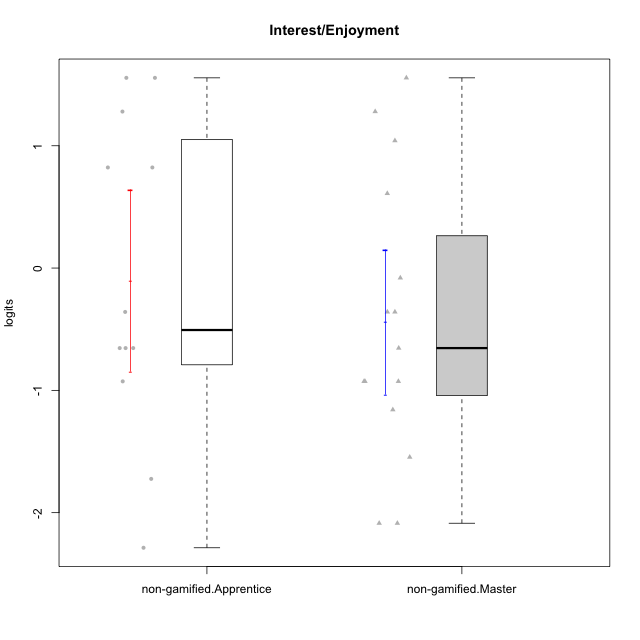 Interest/Enjoyment
logits
1
0
-1
-2
non-gamified.Apprentice
non-gamified.Master